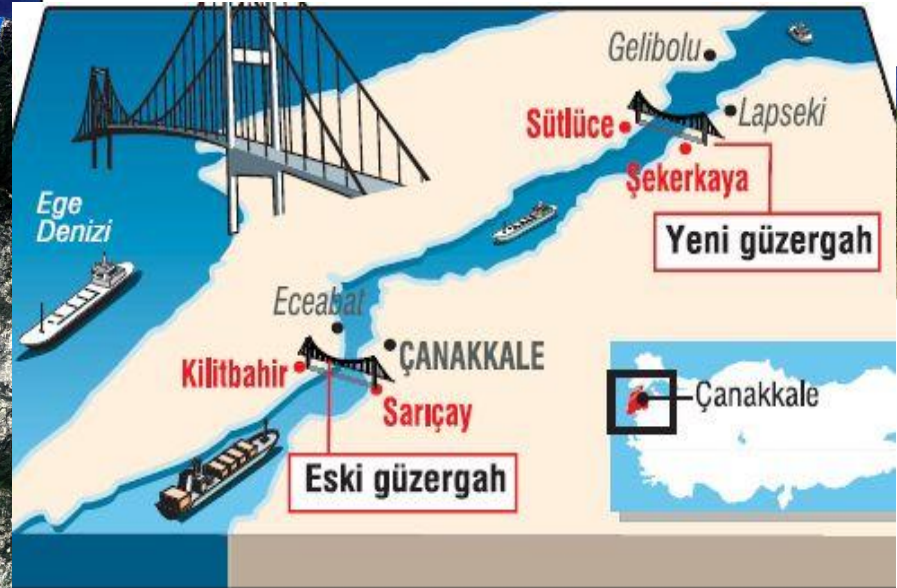 Gelibolu
Lapseki
Sütlüce
Şekerkaya
Ege
Denizi
Yeni güzergah
Eceabat
ÇANAKKALE
Kilitbahir
Sarıçay
Çanakkale
Eski güzergah